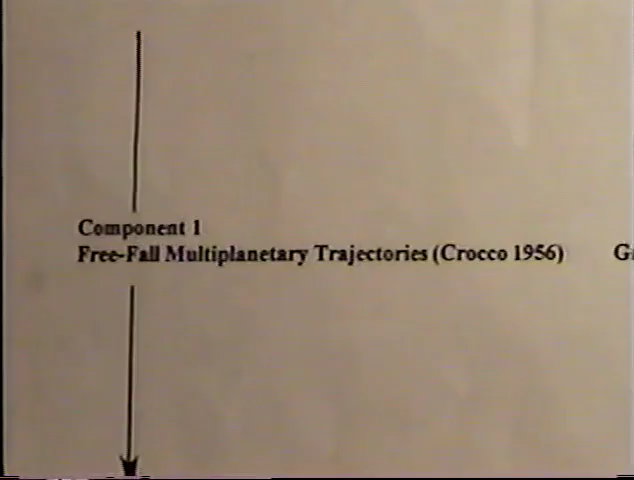 Component 1
Free-Fall Multiplanetary Trajectories (Crocco 1956)